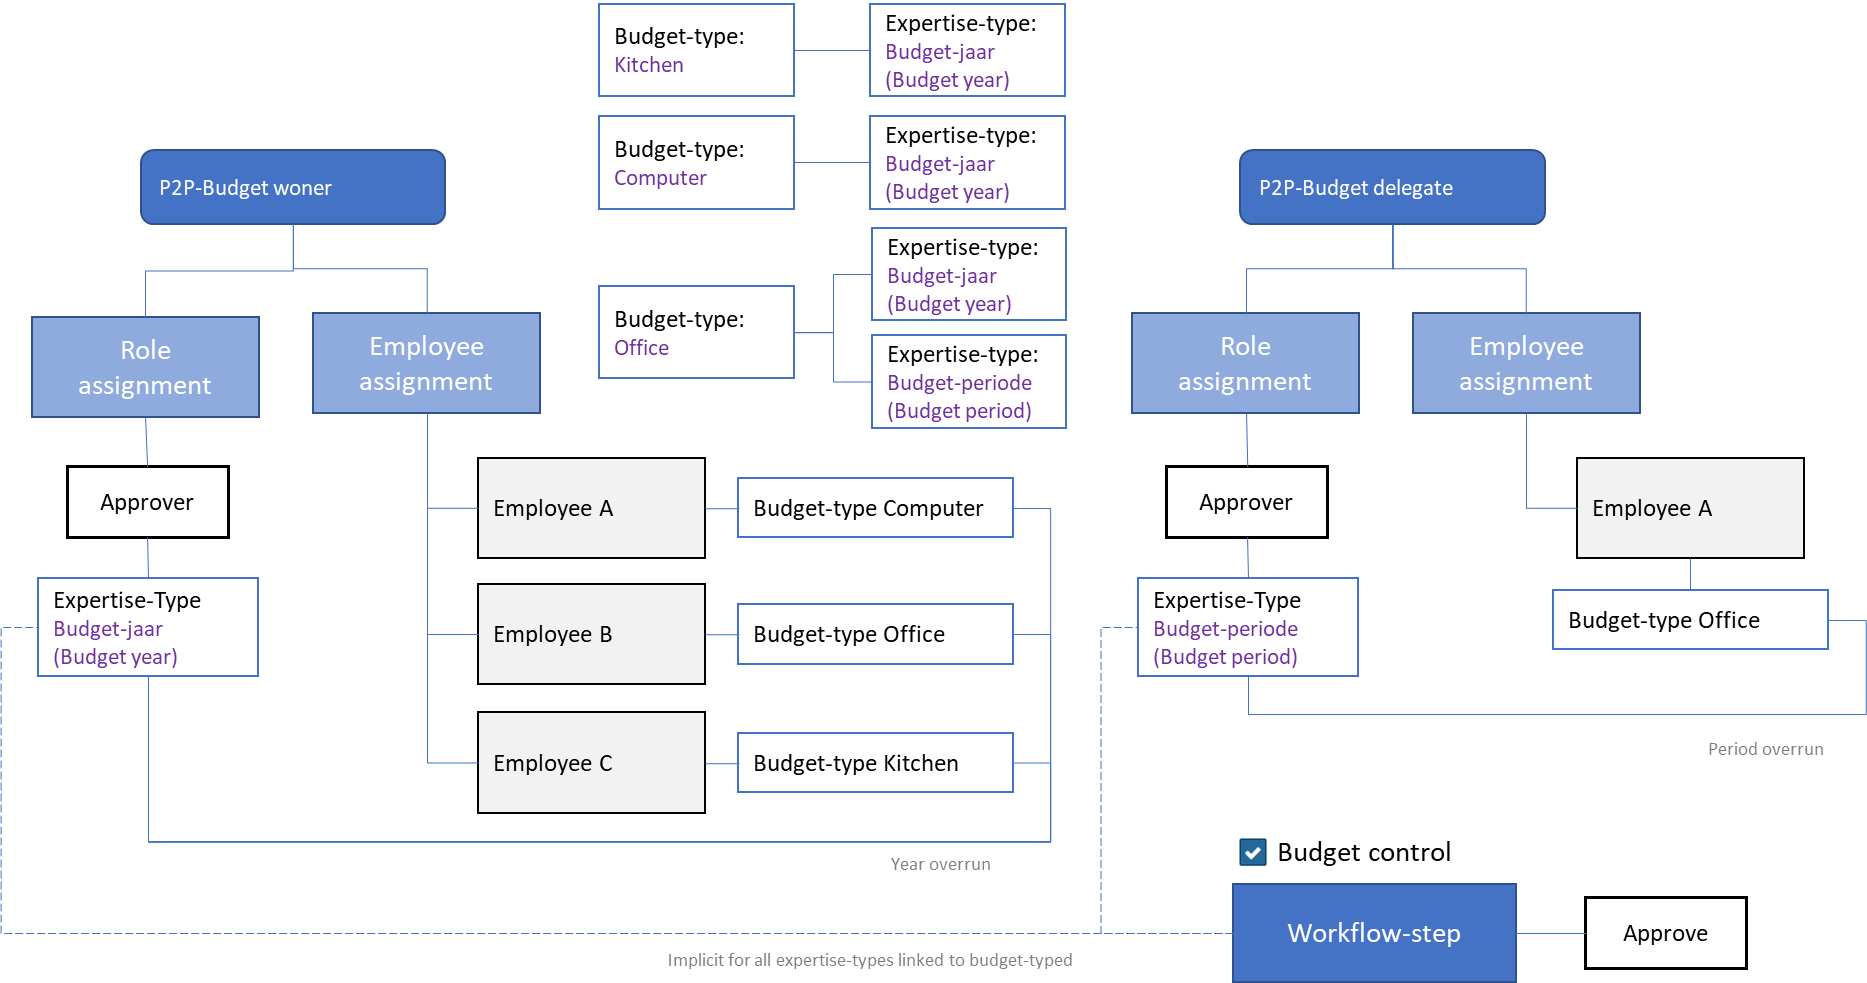 Budget-type:
Kitchen
Expertise-type:
Budget-jaar
(Budget year)
Budget-type:
Computer
Expertise-type:
Budget-jaar
(Budget year)
P2P-Budget woner
P2P-Budget delegate
Budget-type:
Office
Expertise-type:
Budget-jaar
(Budget year)
Expertise-type:
Budget-periode
(Budget period)
Role
assignment
Employee
assignment
Role
assignment
Employee
assignment
Approver
Employee A
Budget-type Computer
Approver
Employee A
Expertise-Type
Budget-jaar
(Budget year)
Employee B
Budget-type Office
Expertise-Type
Budget-periode
(Budget period)
Budget-type Office
Employee C
Budget-type Kitchen
Period overrun
Year overrun
Budget control
Workflow-step
Approve
Implicit for all expertise-types linked to budget-typed